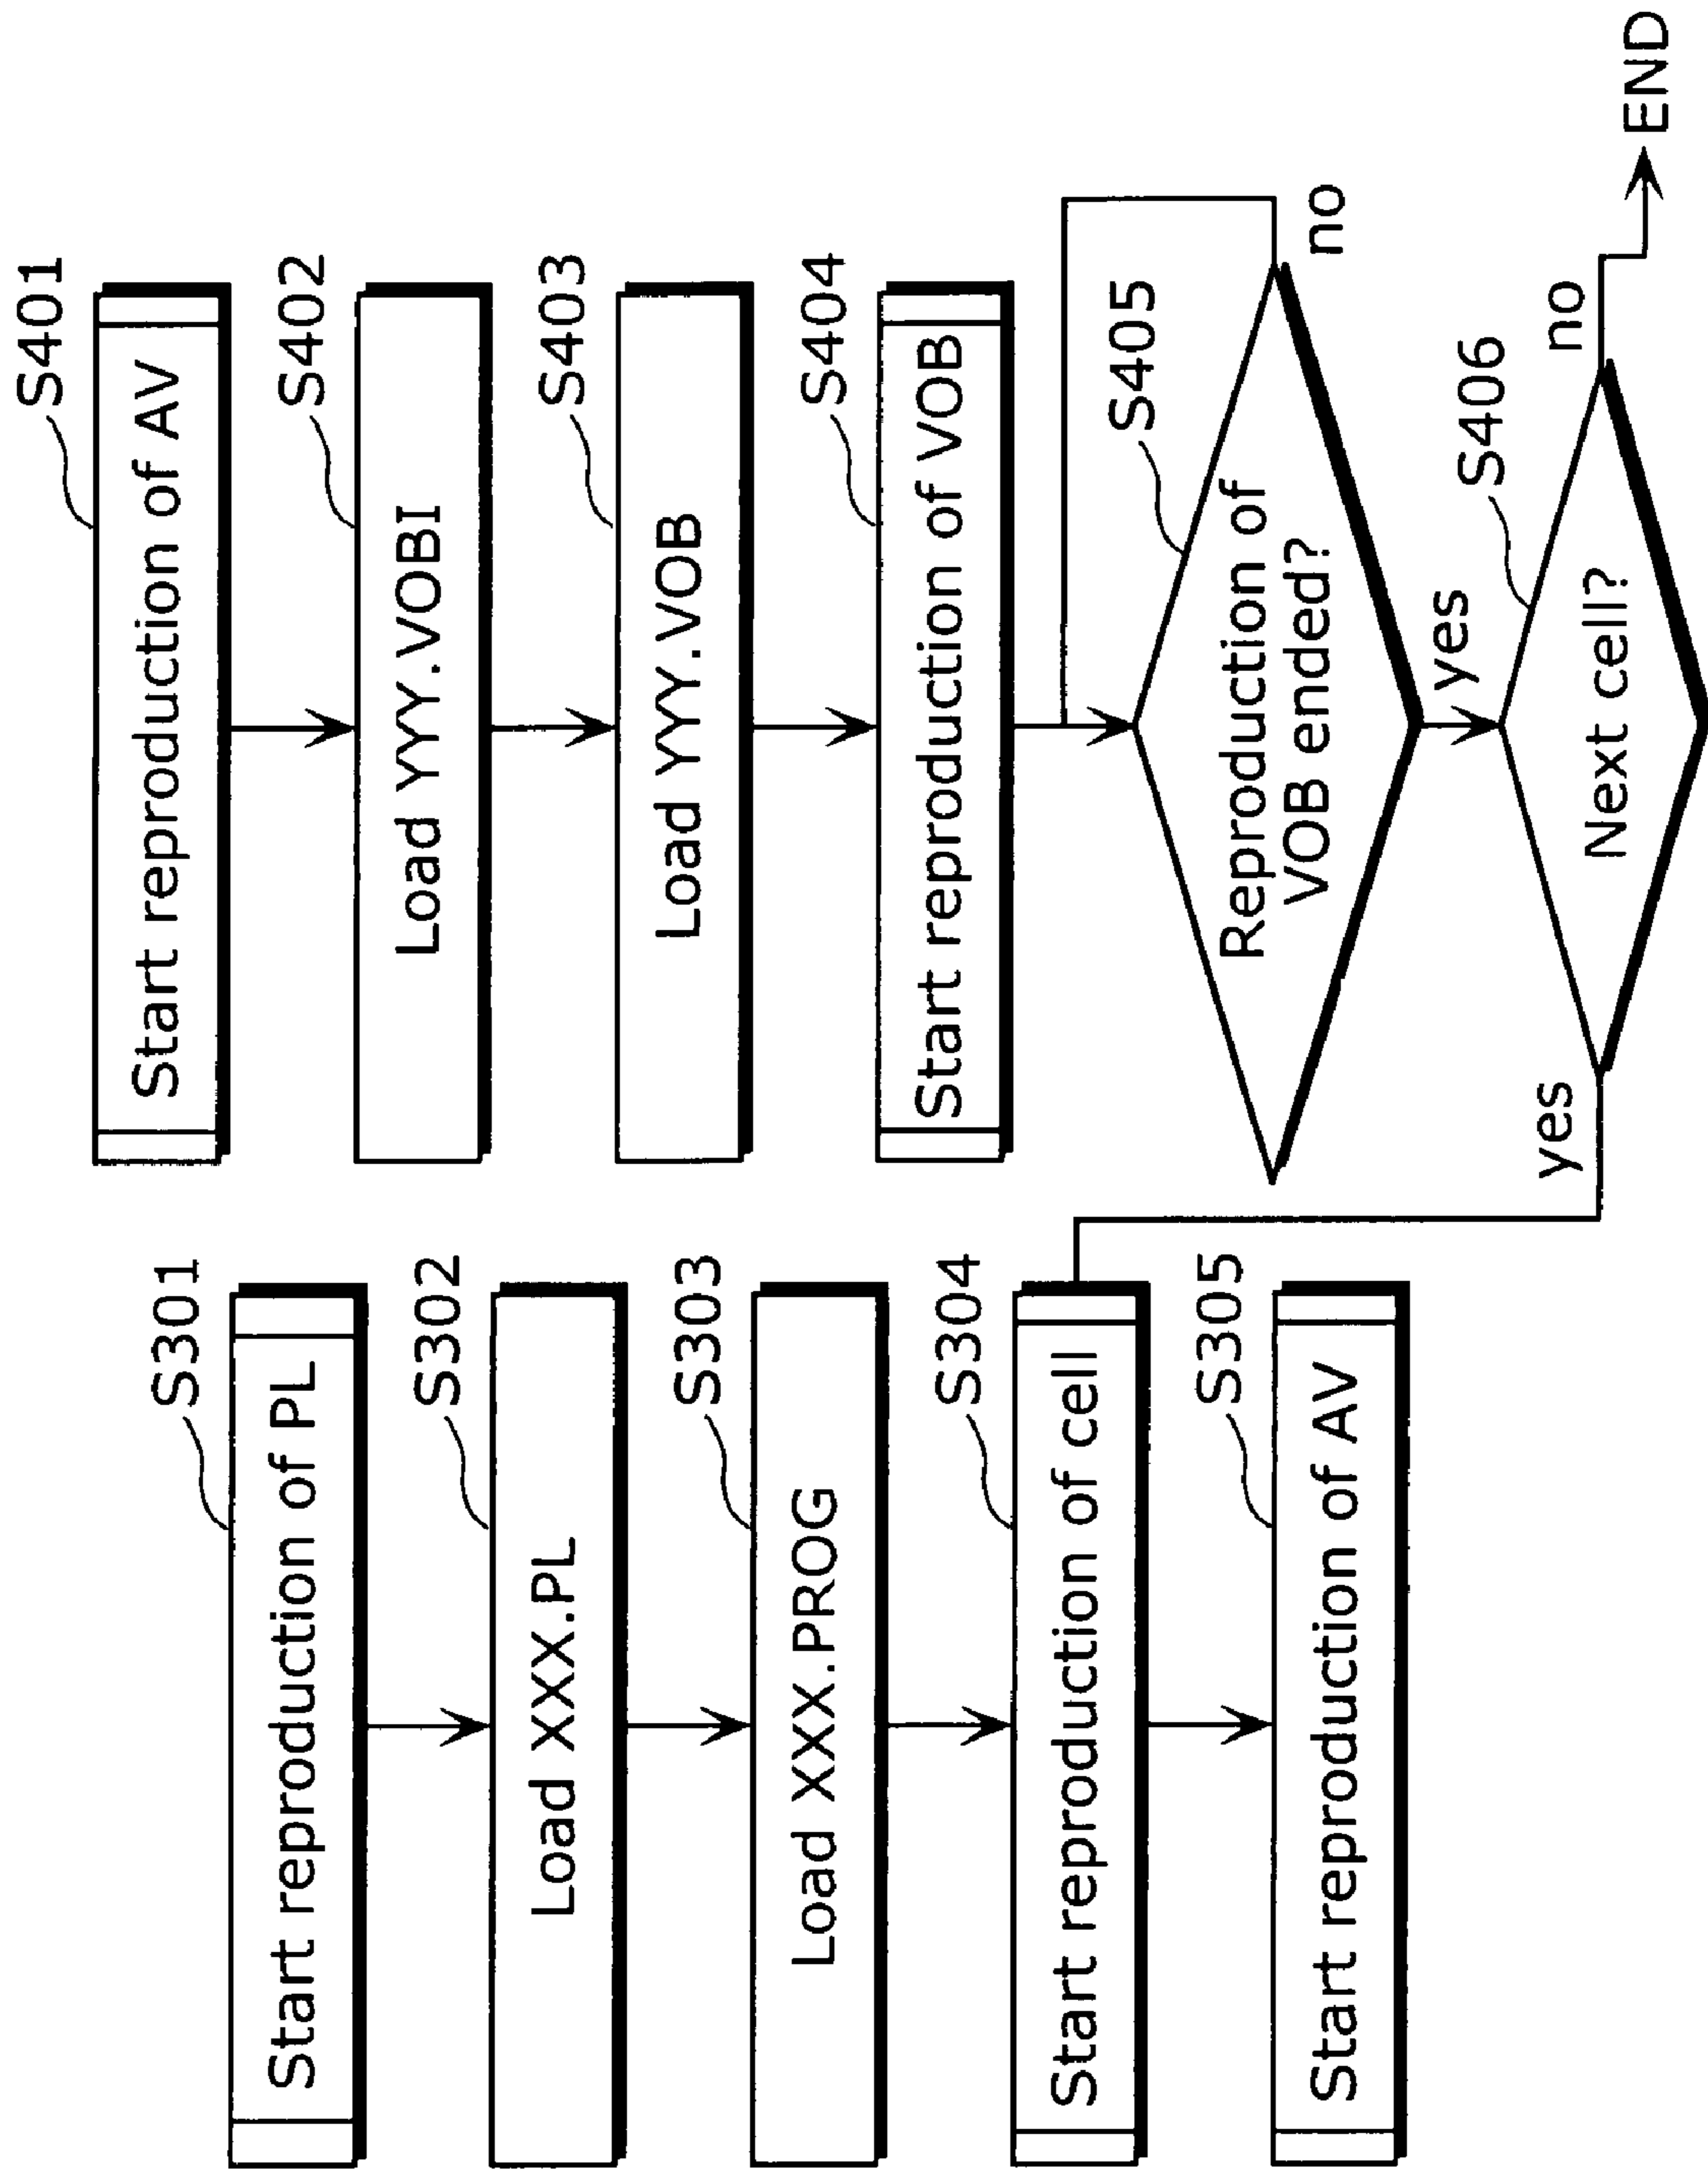 S301
Start reproduction of PL
S302
Load XXX.PL
S303
Load XXX.PROG
S304
Start reproduction of cell
S305
Start reproduction of AV
S401
Start reproduction of AV
S402
Load YYY.VOBI
S403
Load YYY.VOB
S404
Start reproduction of VOB
S405
Reproduction of
VOB ended?
no
yes
S406
Next cell?
yes
no
END